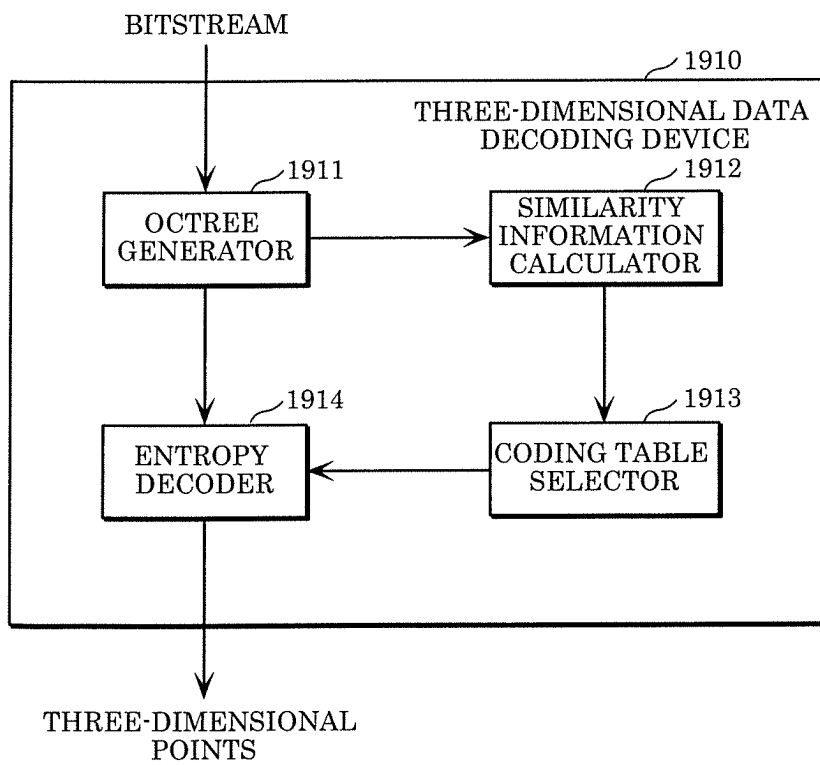 BITSTREAM
1910
THREE-DIMENSIONAL DATA
DECODING DEVICE
1911
OCTREE
GENERATOR
1912
SIMILARITY
INFORMATION
CALCULATOR
1914
ENTROPY
DECODER
1913
CODING TABLE
SELECTOR
THREE-DIMENSIONAL
POINTS